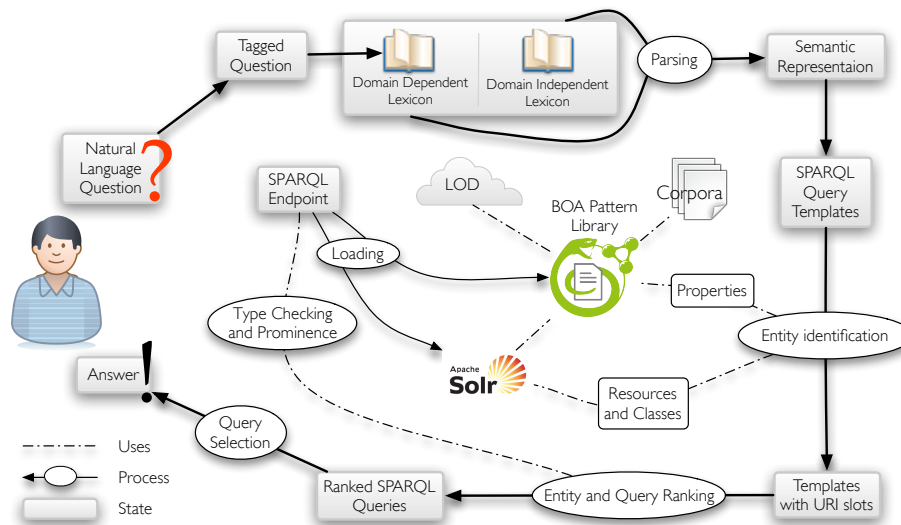 Tagged
Question
Domain Dependent
Lexicon
Domain Independent
Lexicon
Parsing
Semantic
Representaion
Natural
Language
Question
?
SPARQL
Endpoint
LOD
Corpora
BOA Pattern
Library
SPARQL
Query
Templates
Loading
Properties
Type Checking
and Prominence
Entity identification
Apache
Solr
Resources
and Classes
Answer
!
Query
Selection
Uses
Process
State
Ranked SPARQL
Queries
Entity and Query Ranking
Templates
with URI slots